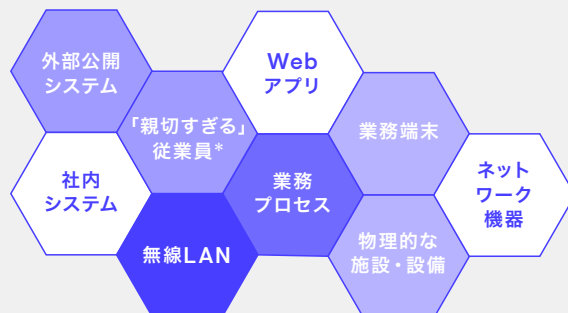 外部公開
システム
「親切すぎる」
従業員*
Web
アプリ
業務端末
社内
システム
業務
プロセス
ネット
ワーク
機器
無線LAN
物理的な
施設・設備